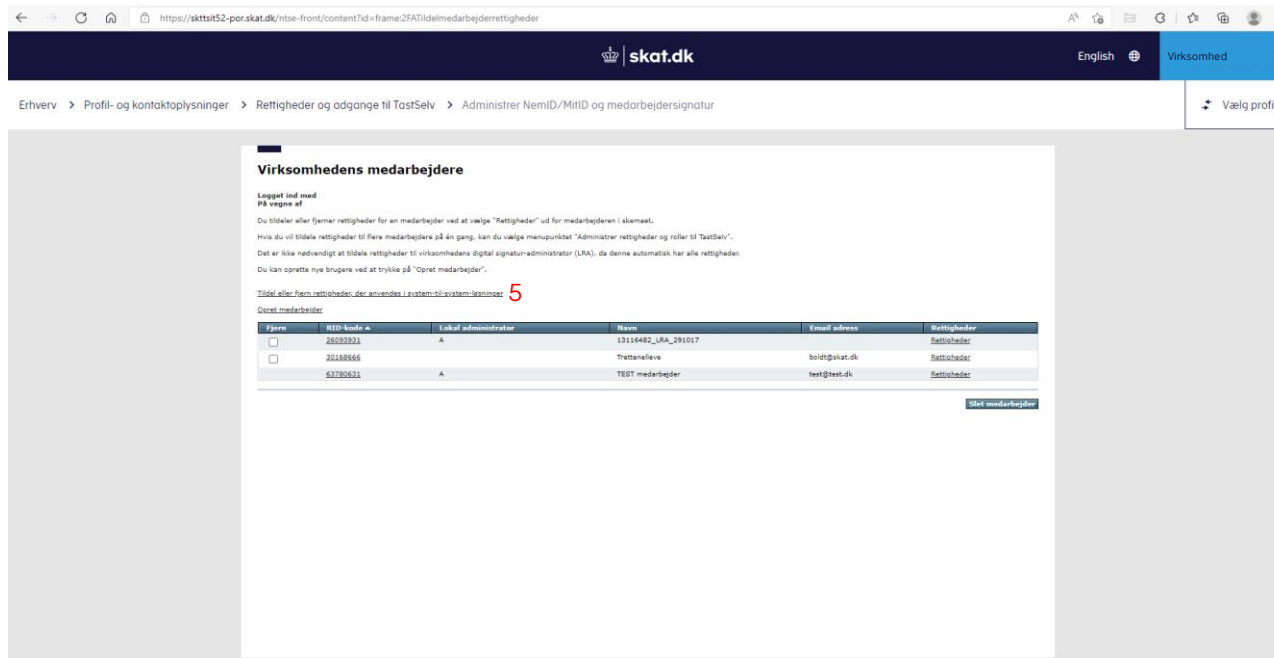 https://skttsit52-por.skat.dk/ntse-front/content?id=frame:2FATildelmedarbejderrettigheder
skat.dk
English
Virksomhed
Erhverv > Profil- og kontaktoplysninger > Rettigheder og adgange til TastSelv > Administrer NemID/MitID og medarbejdersignatur
Vælg profi
Virksomhedens medarbejdere
Logget ind med
På vegne af
Du tildeler eller fjerner rettigheder for en medarbejder ved at vælge "Rettigheder" ud for medarbejderen i skemaet.
Hvis du vil tildele rettigheder til flere medarbejdere på én gang, kan du vælge menupunktet "Administrer rettigheder og roller til TastSelv".
Det er ikke nødvendigt at tildele rettigheder til virksomhedens digital signatur-administrator (LRA), da denne automatisk har alle rettigheder.
Du kan oprette nye brugere ved at trykke på "Opret medarbejder".
Tildel eller fjern rettigheder, der anvendes i system-til-system-løsninger 5
Opret medarbejder
Fjern RID-kode Lokal administrator Navn Email adress Rettigheder
26093931 A 13116482_LRA_291017 Rettigheder
30168666 Trettenelleve boldt@skat.dk Rettigheder
63780631 A TEST medarbejder test@test.dk Rettigheder
Slet medarbejder